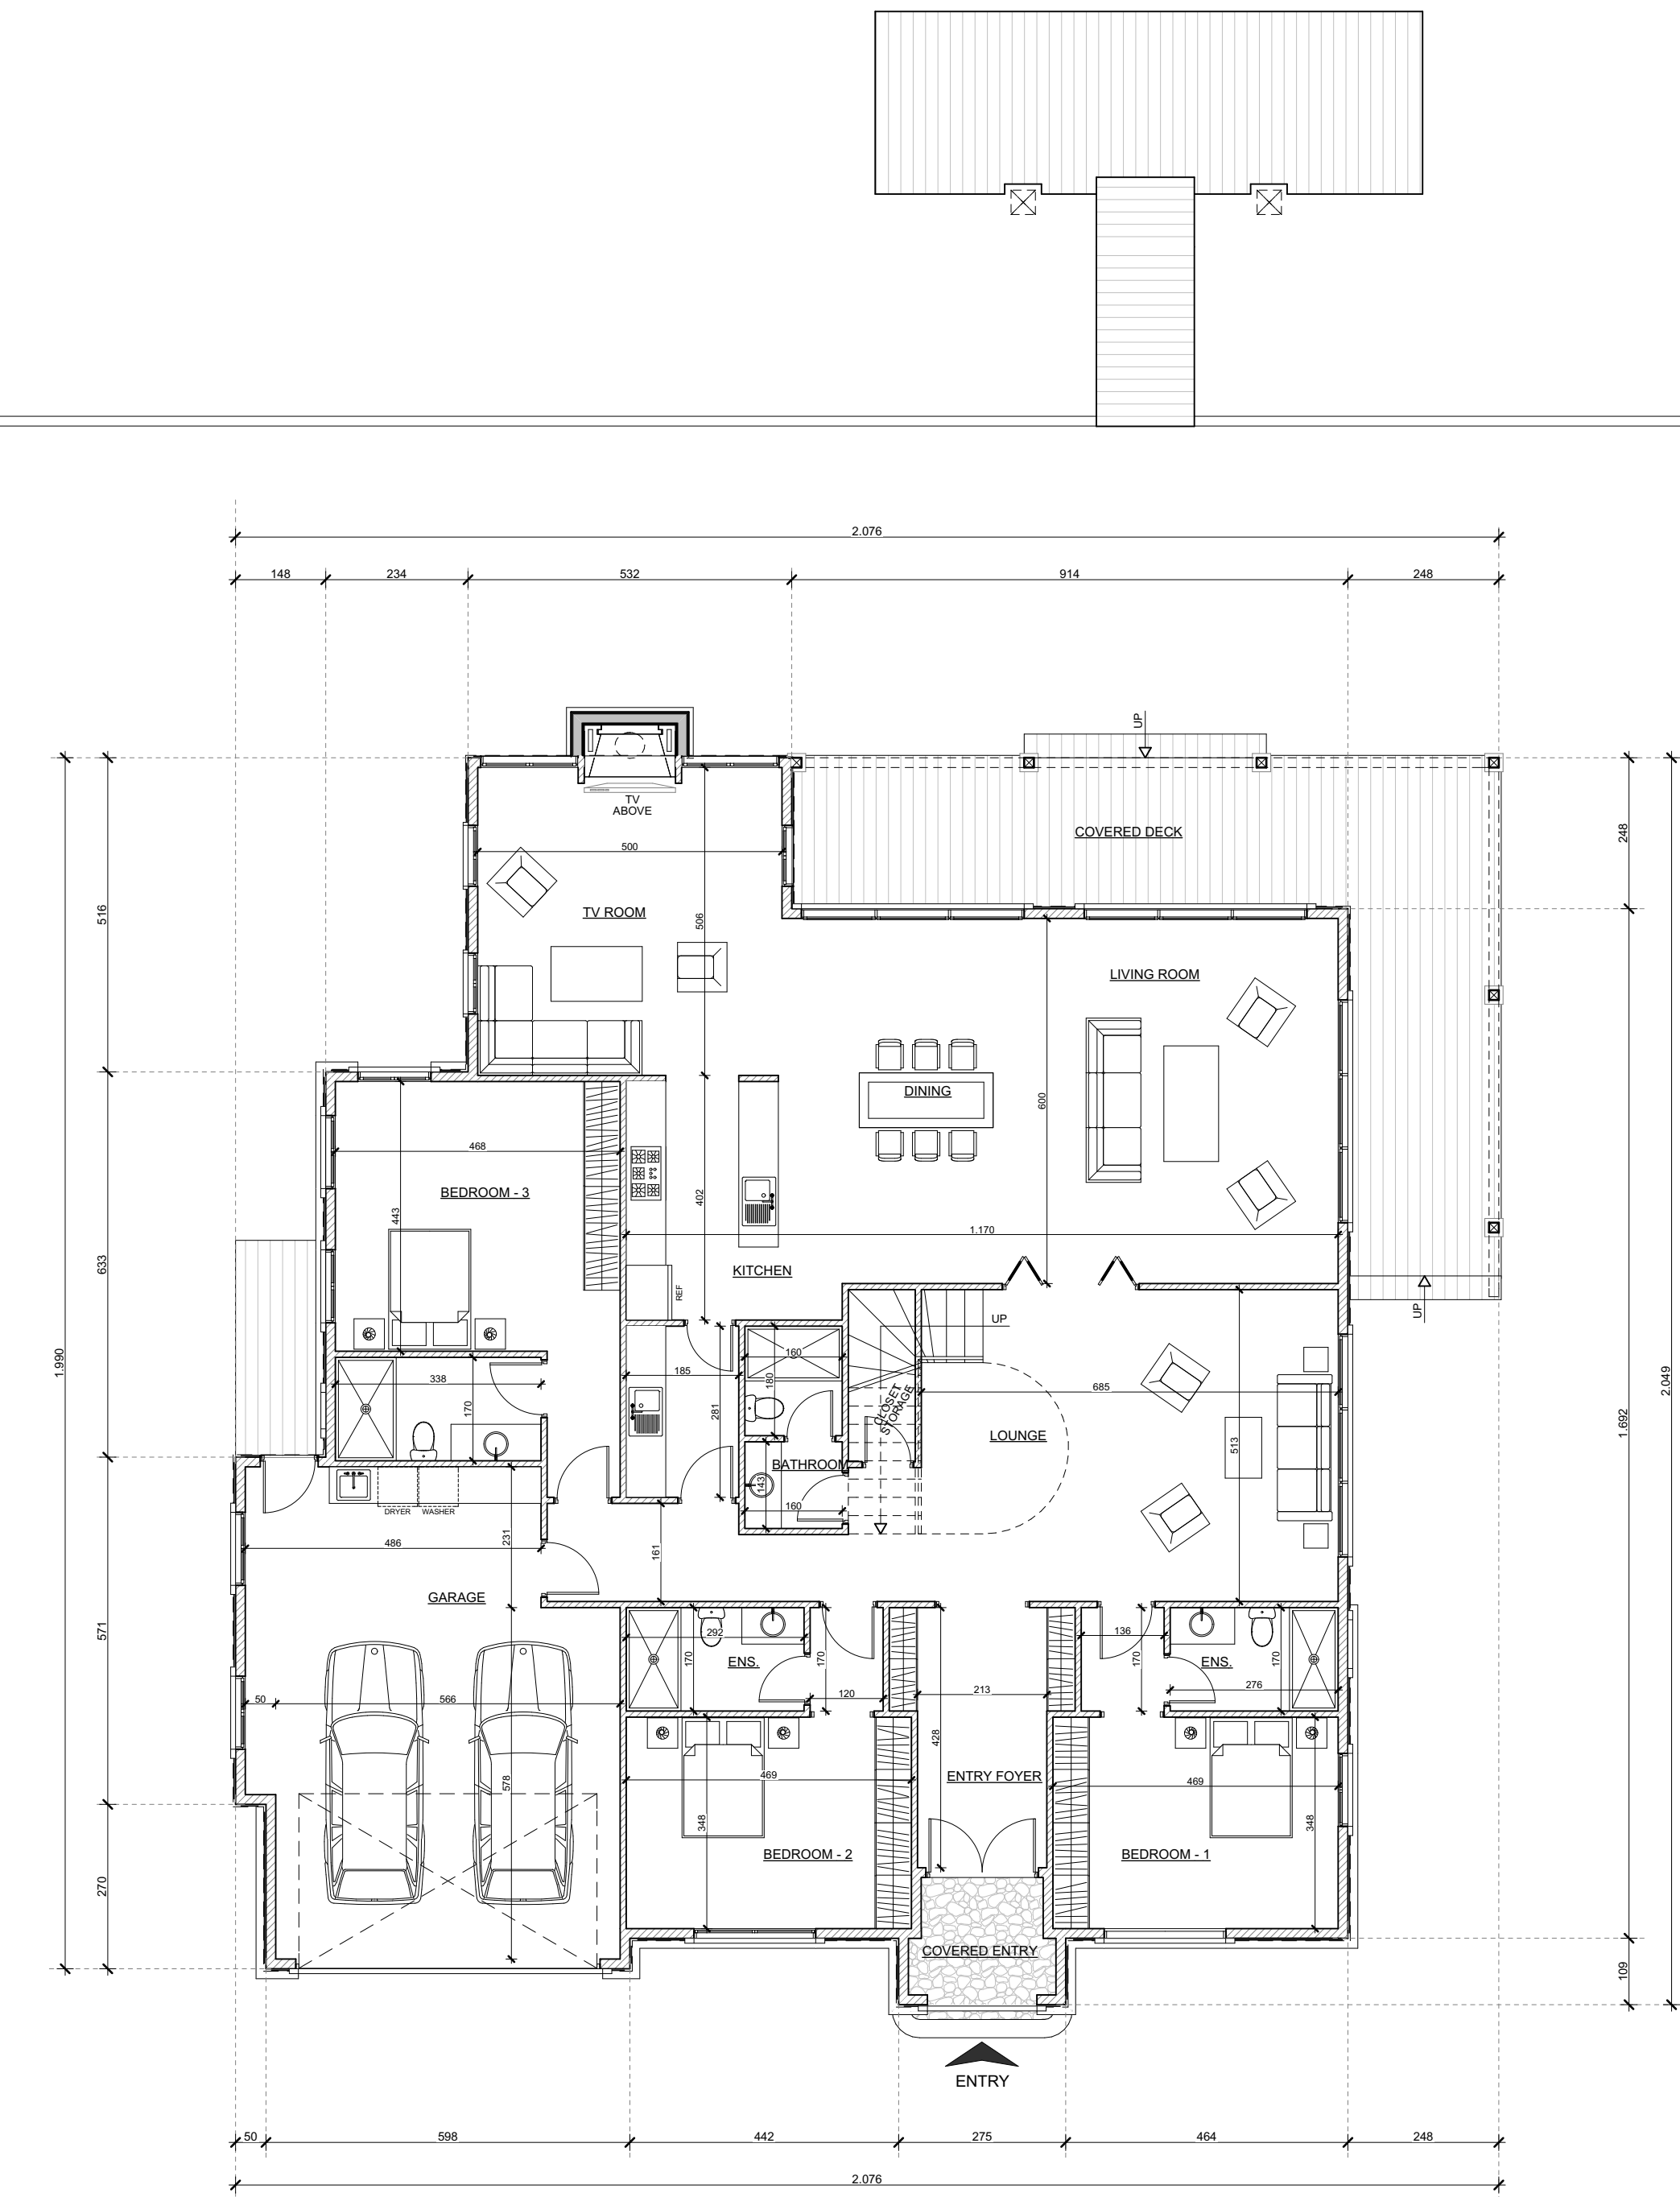 2.076
148
234
532
914
248
UP
TV
ABOVE
COVERED DECK
248
500
TV ROOM
516
506
LIVING ROOM
DINING
600
468
BEDROOM - 3
443
402
1.170
633
KITCHEN
REF
UP
UP
1.990
2.049
160
338
185
180
685
170
281
CLOSET
STORAGE
1.692
LOUNGE
513
BATHROOM
143
160
DRYER
WASHER
231
486
161
GARAGE
571
292
136
170
ENS.
170
170
ENS.
170
276
50
566
120
213
428
578
469
ENTRY FOYER
469
348
348
BEDROOM - 2
BEDROOM - 1
270
COVERED ENTRY
109
ENTRY
50
598
442
275
464
248
2.076